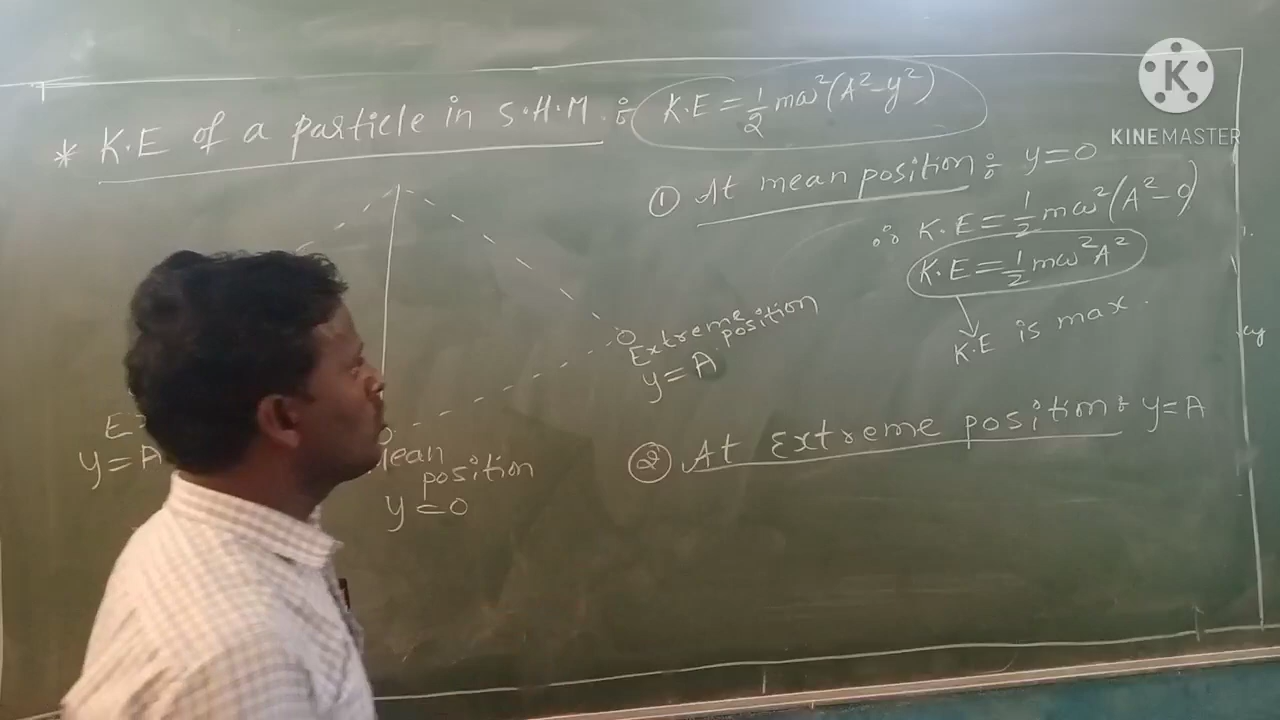 * K.E of a particle in S.H.M. ÷ K.E = 1/2 mω²(A²-y²)
KINEMASTER
① At mean position ÷ y=0
∴ K.E = 1/2 mω²(A²-0)
K.E = 1/2 mω²A²
K.E is max.
Extreme position
y=A
y=A
position
y=0
② At Extreme position ÷ y=A